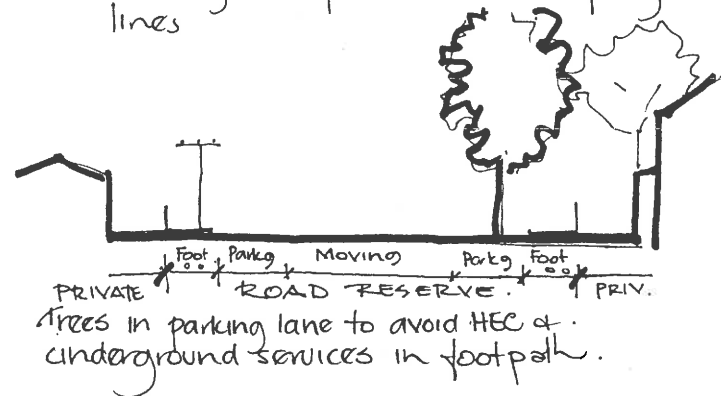 lines
Foot Parkg Moving Parkg Foot
PRIVATE ROAD RESERVE. PRIV.
Trees in parking lane to avoid HEC &.
underground services in footpath.